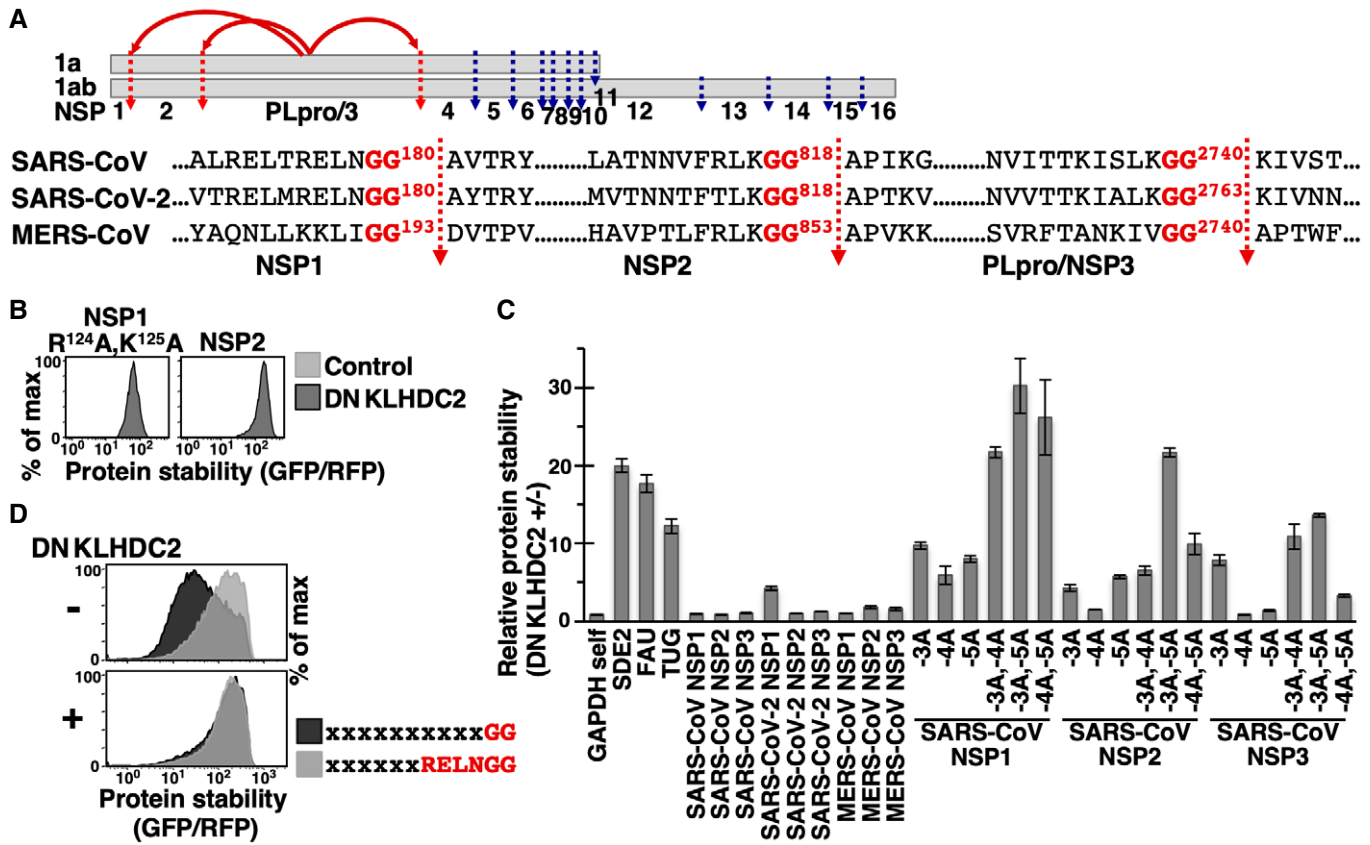 A
1a
1ab
NSP 1 2 PLpro/3 4 5 6 7 8 9 10 11 12 13 14 15 16
SARS-CoV ...ALRELTRELNGG180 AVTRY.........LATNNVFRLKGG818 APIKG.........NVITTKISLKGG2740 KIVST...
SARS-CoV-2 ...VTRELMRELNGG180 AYTRY.........MVTNNTFTLKGG818 APTKV.........NVVTTKIALKGG2763 KIVNN...
MERS-CoV ...YAQNLLKKLIGG193 DVTPV.........HAVPTLFRLKGG853 APVKK.........SVRFTANKIVGG2740 APTWF...
NSP1 NSP2 PLpro/NSP3
B
NSP1
R124A,K125A NSP2
Control
DN KLHDC2
% of max
100
0
100 101 102 100 101 102
Protein stability (GFP/RFP)
C
Relative protein stability
(DN KLHDC2 +/-)
30
20
10
0
GAPDH self
SDE2
FAU
TUG
SARS-CoV NSP1
SARS-CoV NSP2
SARS-CoV NSP3
SARS-CoV-2 NSP1
SARS-CoV-2 NSP2
SARS-CoV-2 NSP3
MERS-CoV NSP1
MERS-CoV NSP2
MERS-CoV NSP3
-3A
-4A
-5A
-3A,-4A
-3A,-5A
-4A,-5A
SARS-CoV
NSP1
-3A
-4A
-5A
-3A,-4A
-3A,-5A
-4A,-5A
SARS-CoV
NSP2
-3A
-4A
-5A
-3A,-4A
-3A,-5A
-4A,-5A
SARS-CoV
NSP3
D
DN KLHDC2
-
100
0
+
100
0
% of max
100 101 102 103
Protein stability
(GFP/RFP)
xxxxxxxxxxGG
xxxxxxRELNGG